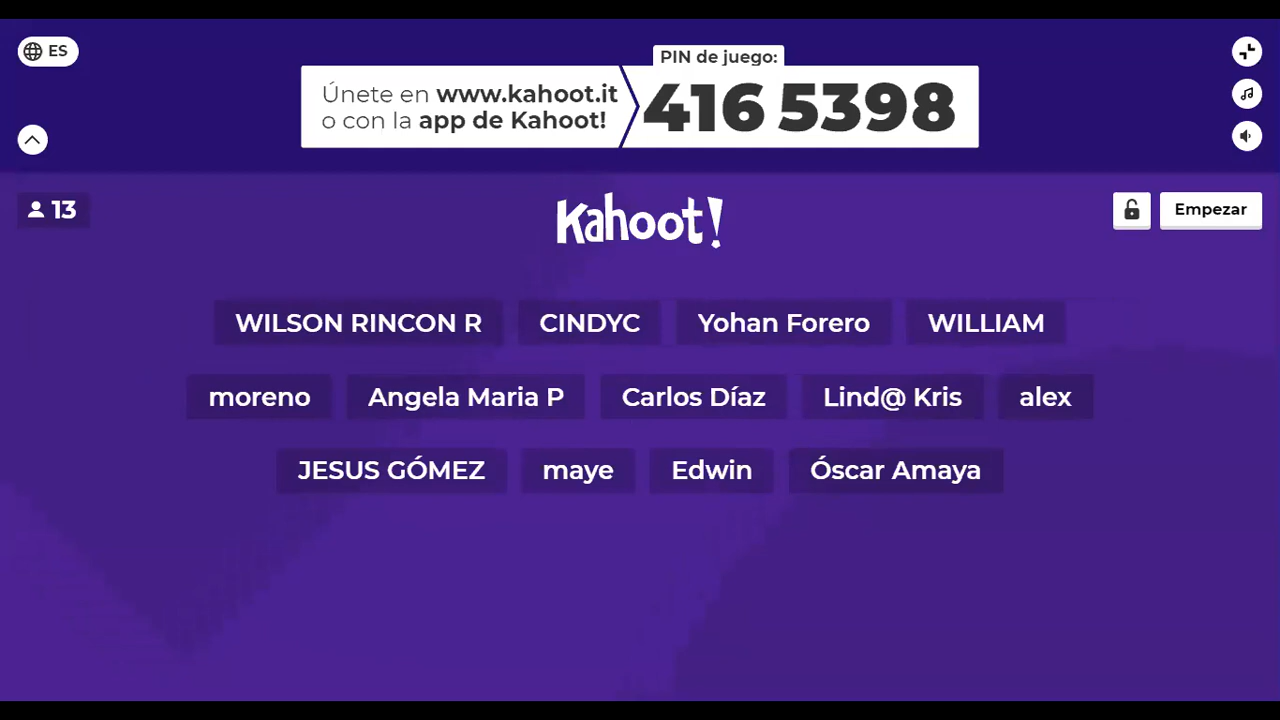 ES
PIN de juego:
Únete en www.kahoot.it
o con la app de Kahoot!
416 5398
13
Kahoot!
Empezar
WILSON RINCON R CINDYC Yohan Forero WILLIAM
moreno Angela Maria P Carlos Díaz Lind@ Kris alex
JESUS GÓMEZ maye Edwin Óscar Amaya